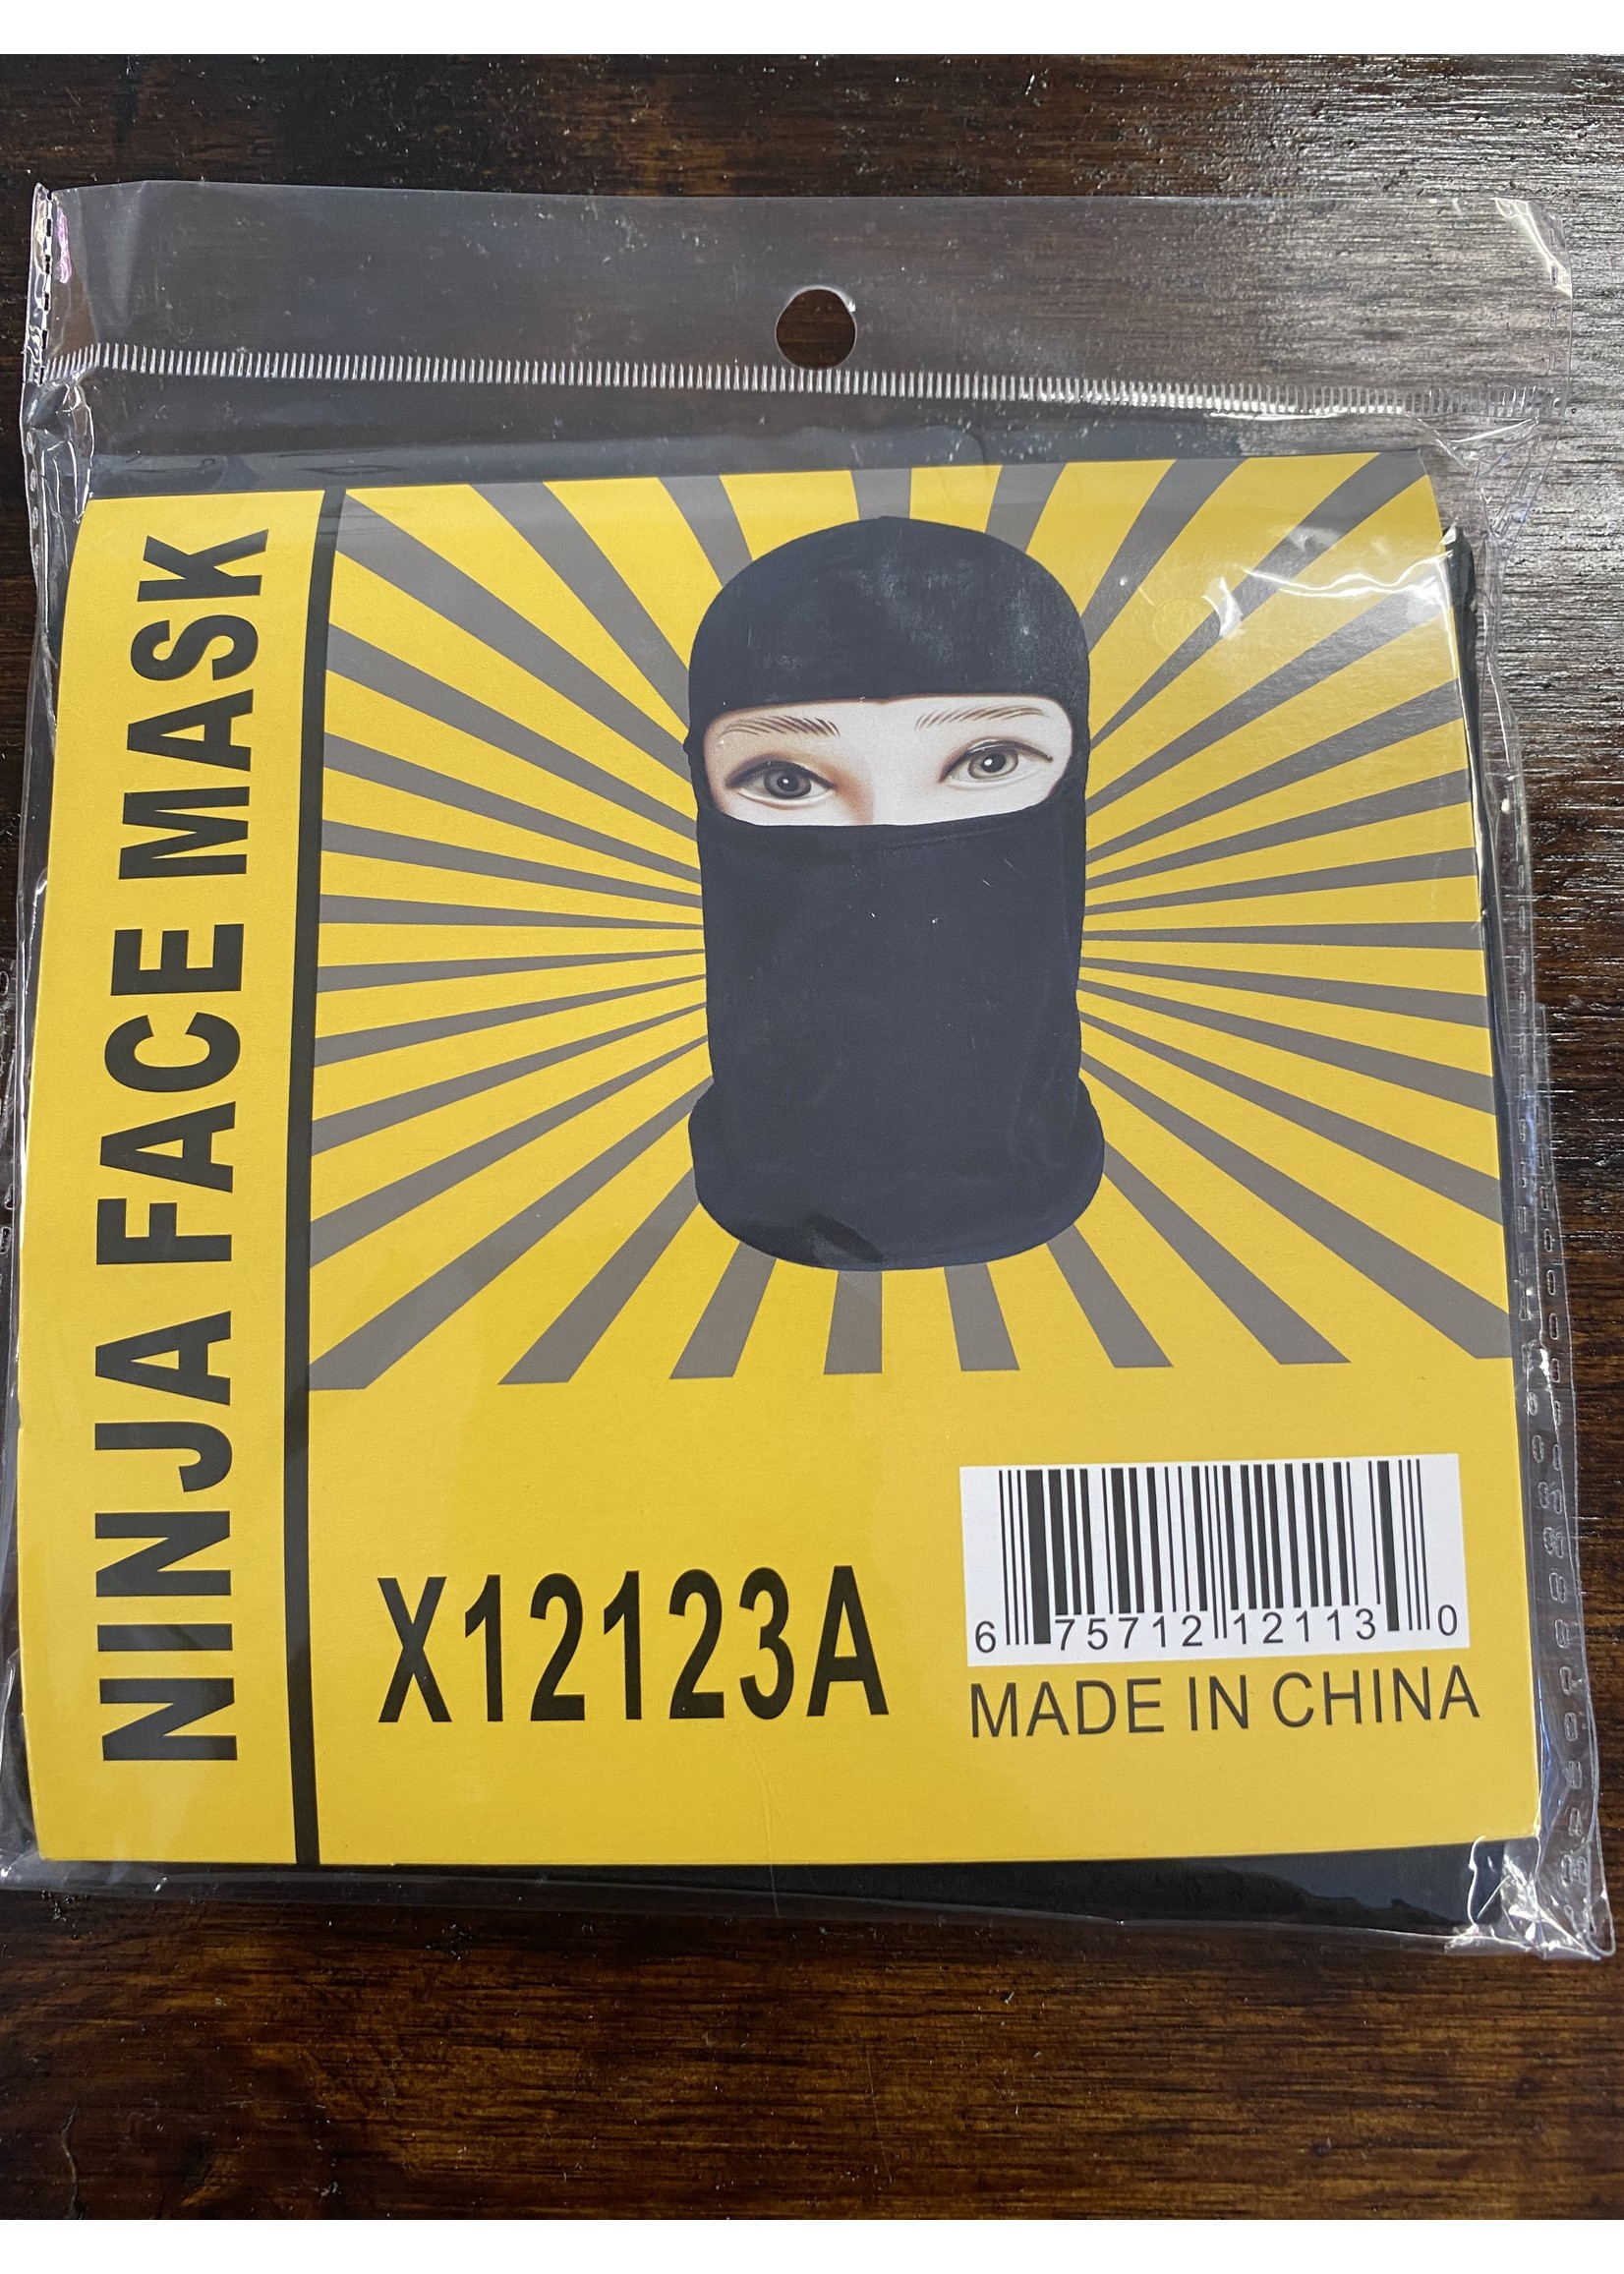 NINJA FACE MASK
X12123A
6 75712 12113 0
MADE IN CHINA